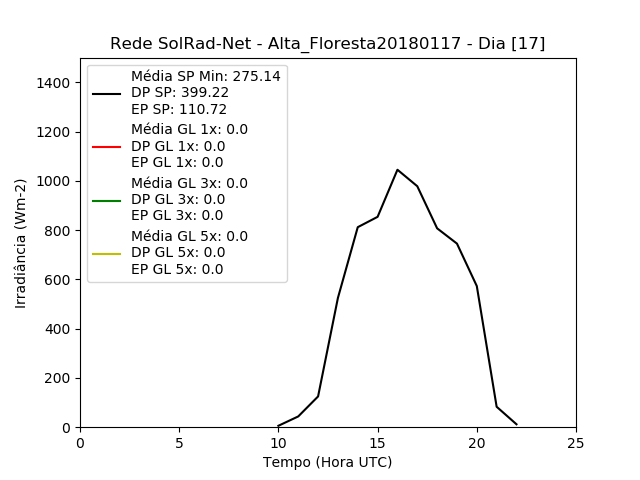 Rede SolRad-Net - Alta_Floresta20180117 - Dia [17]
Média SP Min: 275.14
DP SP: 399.22
EP SP: 110.72
Média GL 1x: 0.0
DP GL 1x: 0.0
EP GL 1x: 0.0
Média GL 3x: 0.0
DP GL 3x: 0.0
EP GL 3x: 0.0
Média GL 5x: 0.0
DP GL 5x: 0.0
EP GL 5x: 0.0
Irradiância (Wm-2)
1400
1200
1000
800
600
400
200
0
0 5 10 15 20 25
Tempo (Hora UTC)